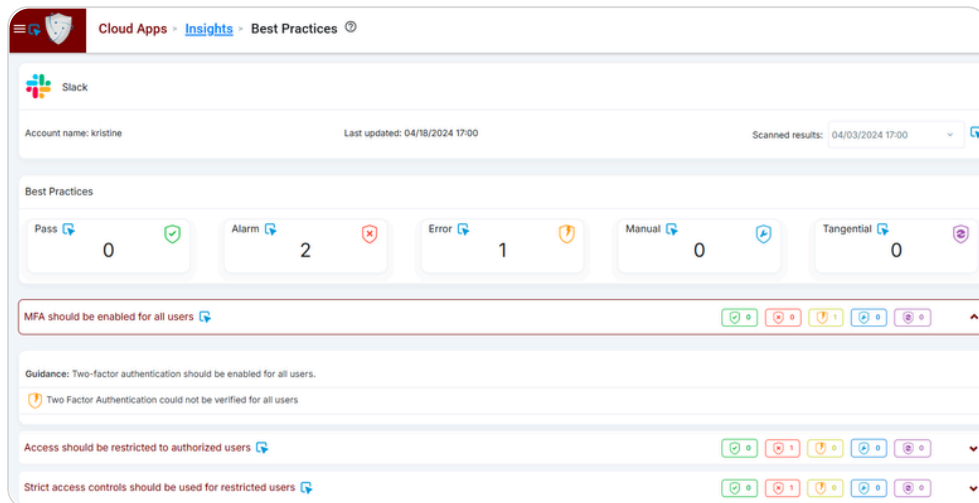 Cloud Apps > Insights > Best Practices ?
Slack
Account name: kristine Last updated: 04/18/2024 17:00 Scanned results: 04/03/2024 17:00
Best Practices
Pass Alarm Error Manual Tangential
0 2 1 0 0
MFA should be enabled for all users 0 0 1 0 0
Guidance: Two-factor authentication should be enabled for all users.
Two Factor Authentication could not be verified for all users
Access should be restricted to authorized users 0 1 0 0 0
Strict access controls should be used for restricted users 0 1 0 0 0